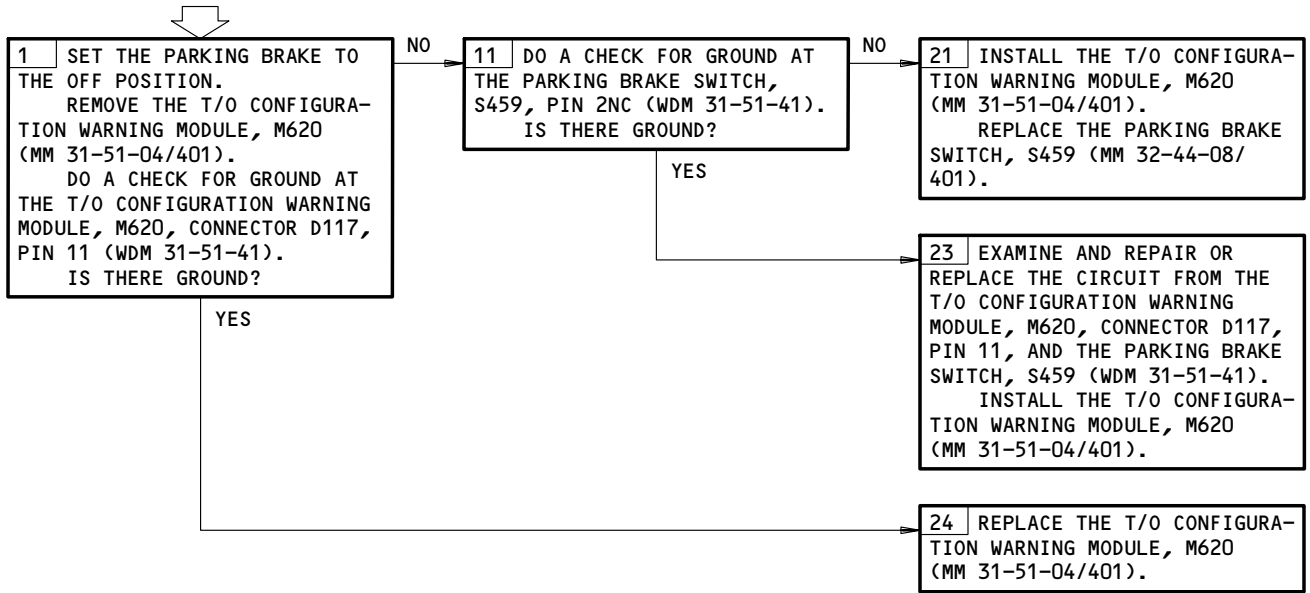 1 SET THE PARKING BRAKE TO
THE OFF POSITION.
REMOVE THE T/O CONFIGURA-
TION WARNING MODULE, M620
(MM 31-51-04/401).
DO A CHECK FOR GROUND AT
THE T/O CONFIGURATION WARNING
MODULE, M620, CONNECTOR D117,
PIN 11 (WDM 31-51-41).
IS THERE GROUND?
NO
YES
11 DO A CHECK FOR GROUND AT
THE PARKING BRAKE SWITCH,
S459, PIN 2NC (WDM 31-51-41).
IS THERE GROUND?
NO
YES
21 INSTALL THE T/O CONFIGURA-
TION WARNING MODULE, M620
(MM 31-51-04/401).
REPLACE THE PARKING BRAKE
SWITCH, S459 (MM 32-44-08/
401).
23 EXAMINE AND REPAIR OR
REPLACE THE CIRCUIT FROM THE
T/O CONFIGURATION WARNING
MODULE, M620, CONNECTOR D117,
PIN 11, AND THE PARKING BRAKE
SWITCH, S459 (WDM 31-51-41).
INSTALL THE T/O CONFIGURA-
TION WARNING MODULE, M620
(MM 31-51-04/401).
24 REPLACE THE T/O CONFIGURA-
TION WARNING MODULE, M620
(MM 31-51-04/401).